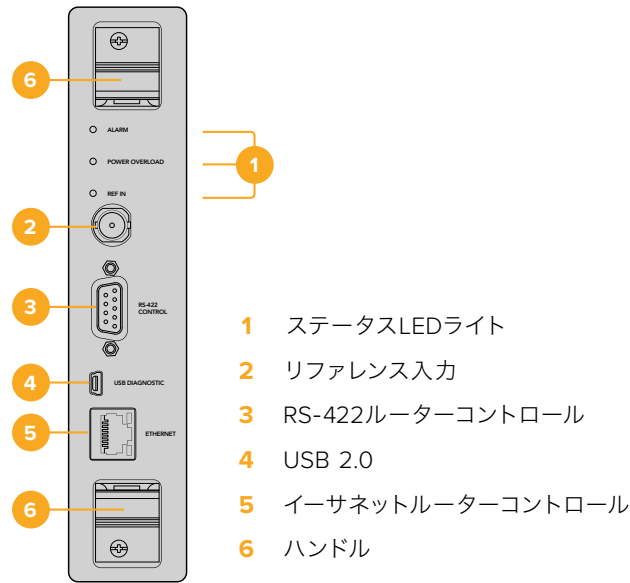 6
ALARM
POWER OVERLOAD
1
REF IN
2
3
RS-422
CONTROL
4
USB DIAGNOSTIC
5
ETHERNET
6
1 ステータスLEDライト
2 リファレンス入力
3 RS-422ルーターコントロール
4 USB 2.0
5 イーサネットルーターコントロール
6 ハンドル